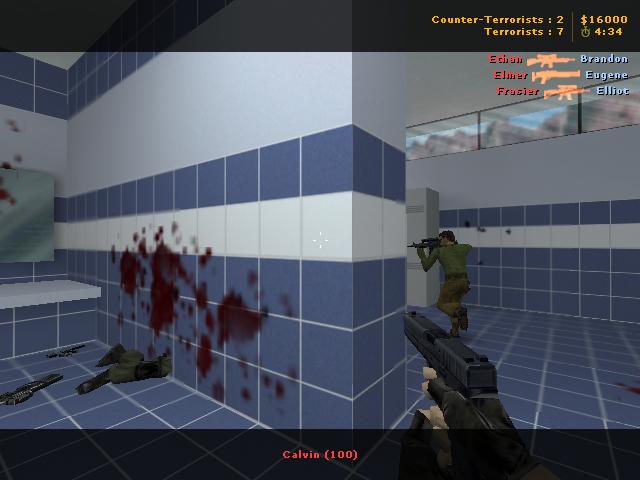 Counter-Terrorists : 2 $16000
Terrorists : 7 4:34
Ethan Brandon
Elmer Eugene
Frasier Elliot
Calvin (100)